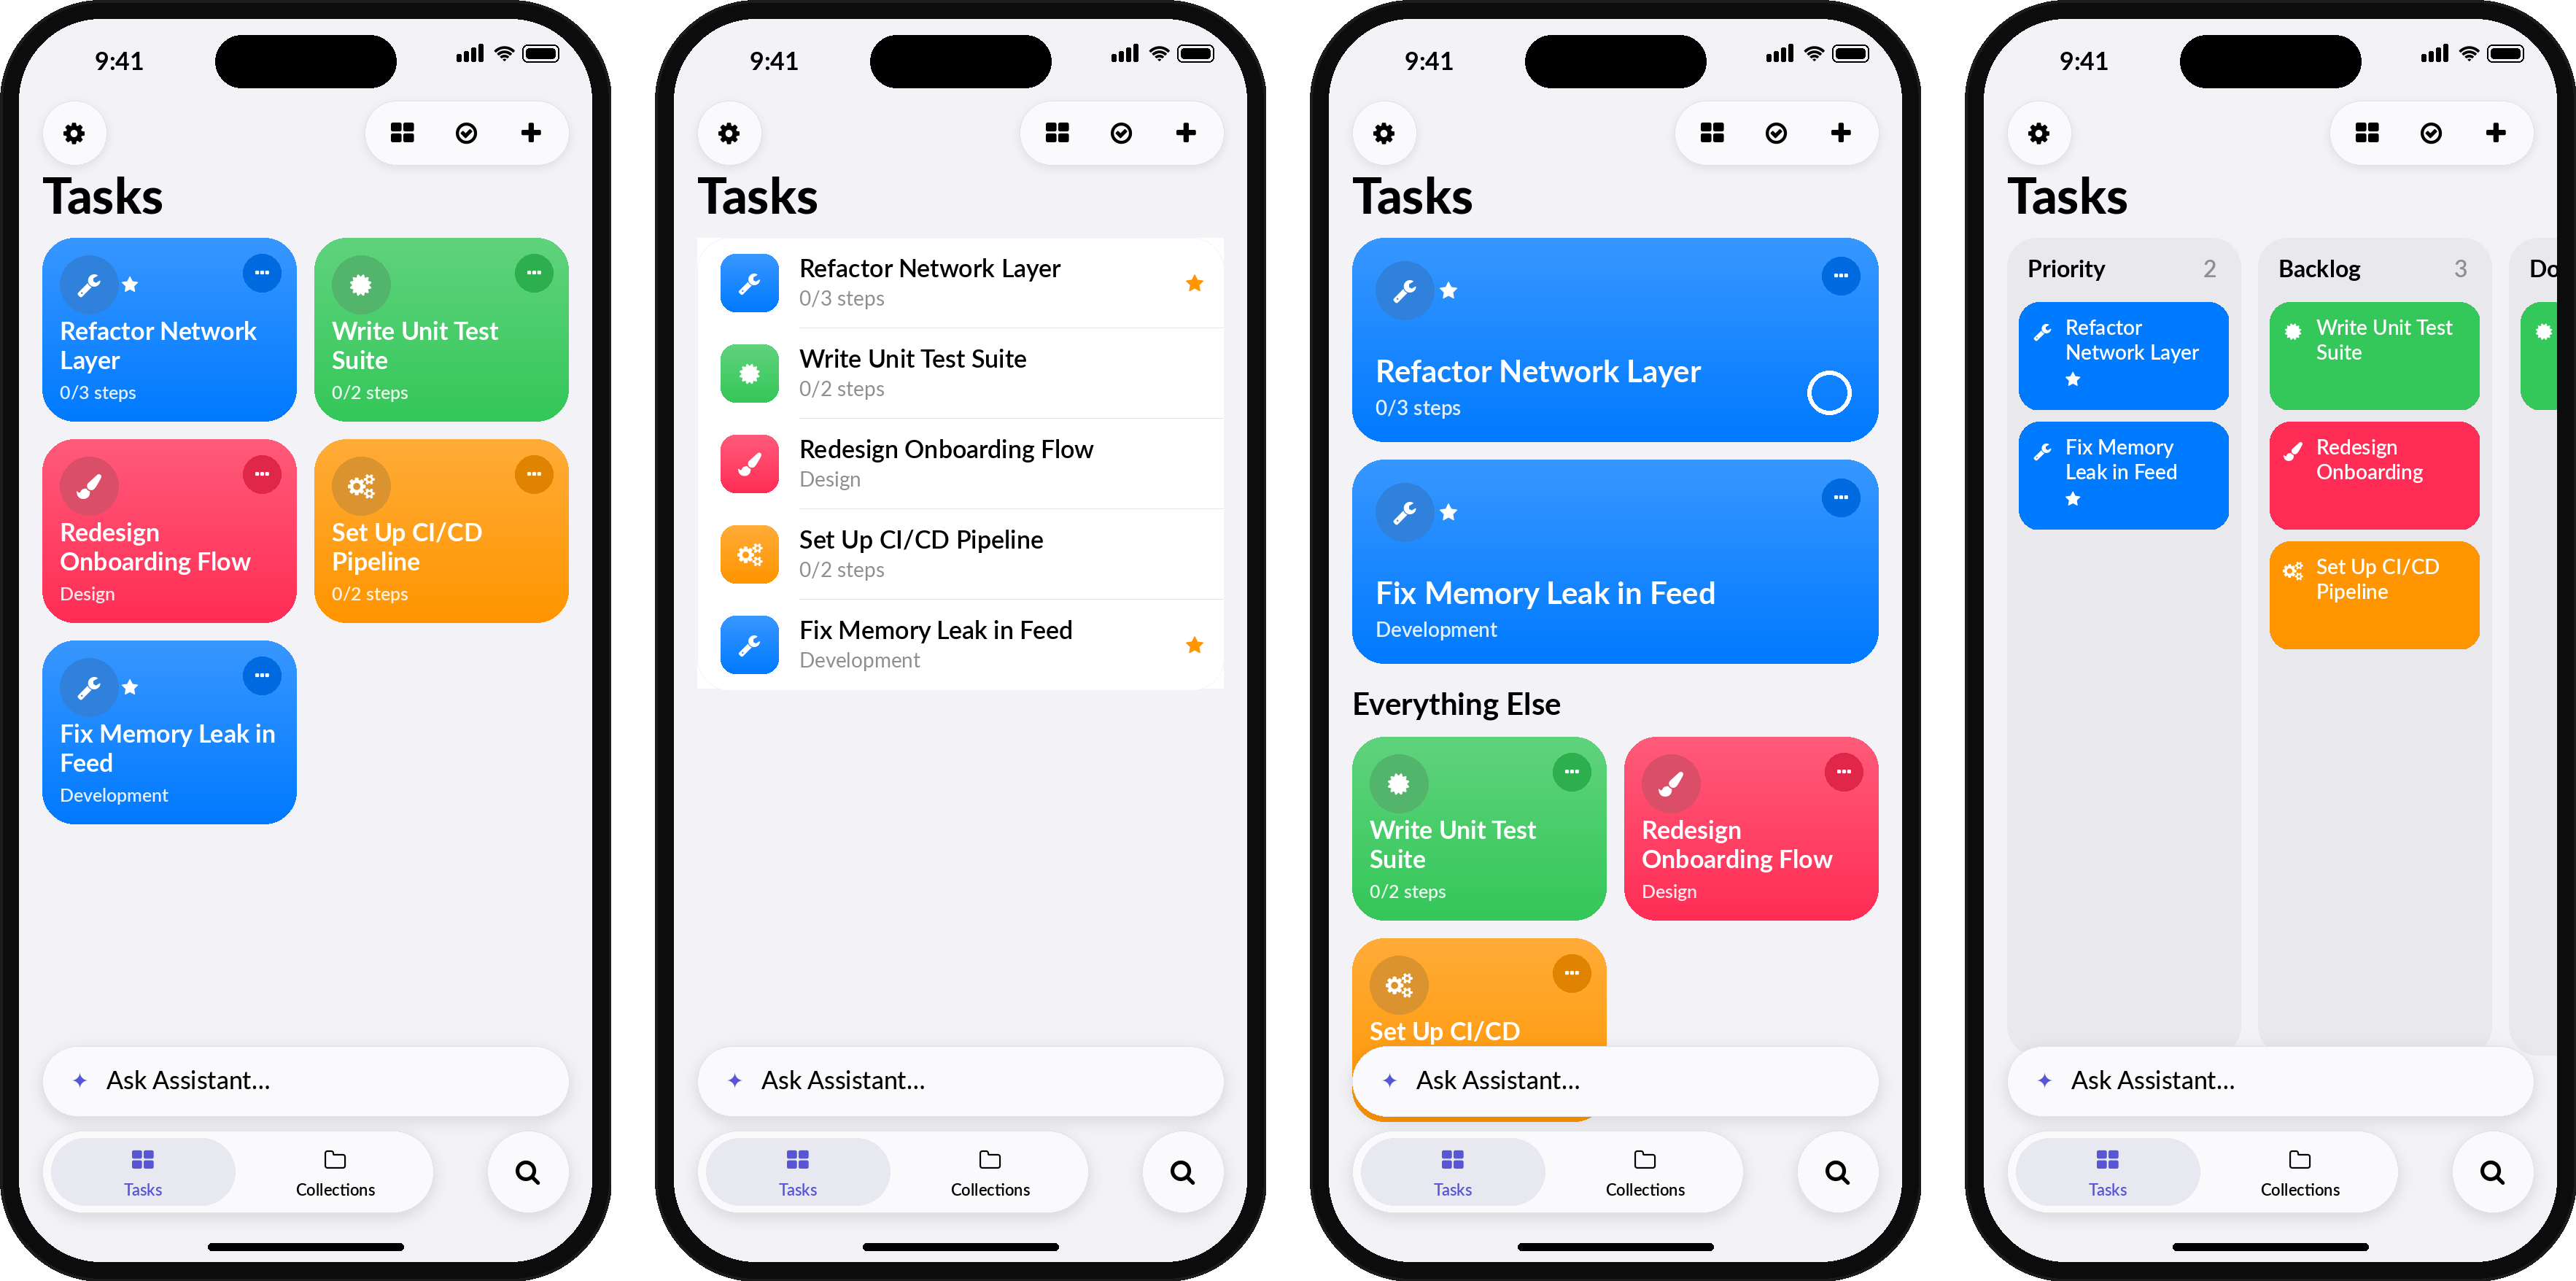 9:41
Tasks
Refactor Network
Layer
0/3 steps
Write Unit Test
Suite
0/2 steps
Redesign
Onboarding Flow
Design
Set Up CI/CD
Pipeline
0/2 steps
Fix Memory Leak in
Feed
Development
Ask Assistant...
Tasks
Collections
9:41
Tasks
Refactor Network Layer
0/3 steps
Write Unit Test Suite
0/2 steps
Redesign Onboarding Flow
Design
Set Up CI/CD Pipeline
0/2 steps
Fix Memory Leak in Feed
Development
Ask Assistant...
Tasks
Collections
9:41
Tasks
Refactor Network Layer
0/3 steps
Fix Memory Leak in Feed
Development
Everything Else
Write Unit Test
Suite
0/2 steps
Redesign
Onboarding Flow
Design
Set Up CI/CD
Ask Assistant...
Tasks
Collections
9:41
Tasks
Priority 2
Refactor
Network Layer
Fix Memory
Leak in Feed
Backlog 3
Write Unit Test
Suite
Redesign
Onboarding
Set Up CI/CD
Pipeline
Do
Ask Assistant...
Tasks
Collections